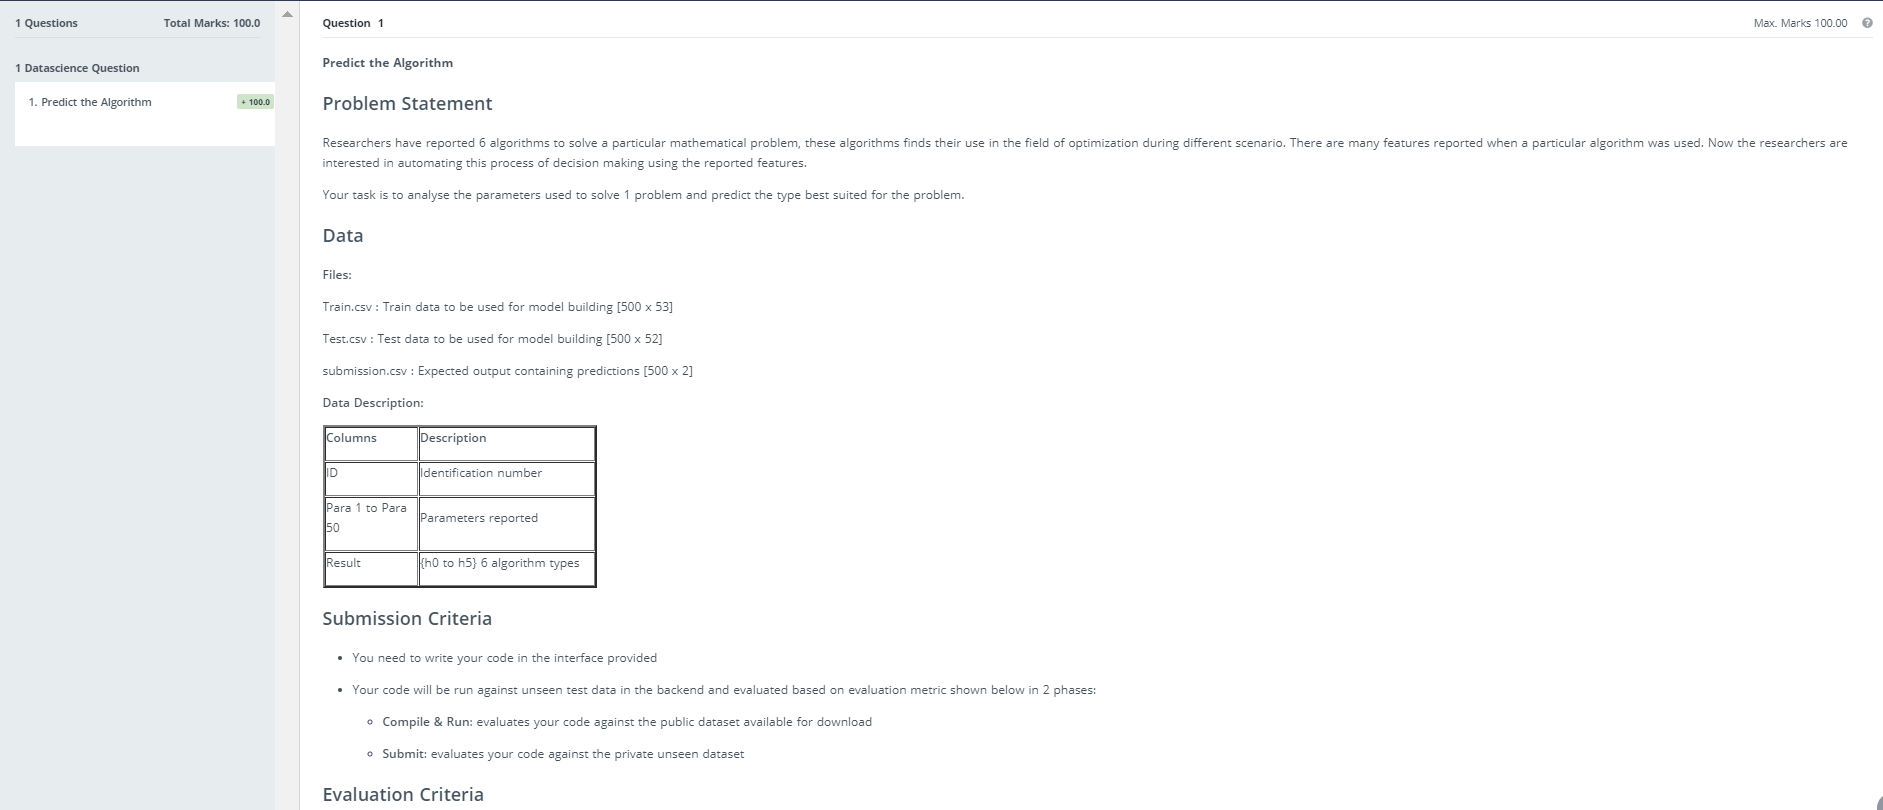 1 Questions Total Marks: 100.0
1 Datascience Question
1. Predict the Algorithm + 100.0
Question 1 Max. Marks 100.00
Predict the Algorithm
Problem Statement
Researchers have reported 6 algorithms to solve a particular mathematical problem, these algorithms finds their use in the field of optimization during different scenario. There are many features reported when a particular algorithm was used. Now the researchers are
interested in automating this process of decision making using the reported features.
Your task is to analyse the parameters used to solve 1 problem and predict the type best suited for the problem.
Data
Files:
Train.csv : Train data to be used for model building [500 x 53]
Test.csv : Test data to be used for model building [500 x 52]
submission.csv : Expected output containing predictions [500 x 2]
Data Description:
Columns Description
ID Identification number
Para 1 to Para
50 Parameters reported
Result {h0 to h5} 6 algorithm types
Submission Criteria
• You need to write your code in the interface provided
• Your code will be run against unseen test data in the backend and evaluated based on evaluation metric shown below in 2 phases:
◦ Compile & Run: evaluates your code against the public dataset available for download
◦ Submit: evaluates your code against the private unseen dataset
Evaluation Criteria